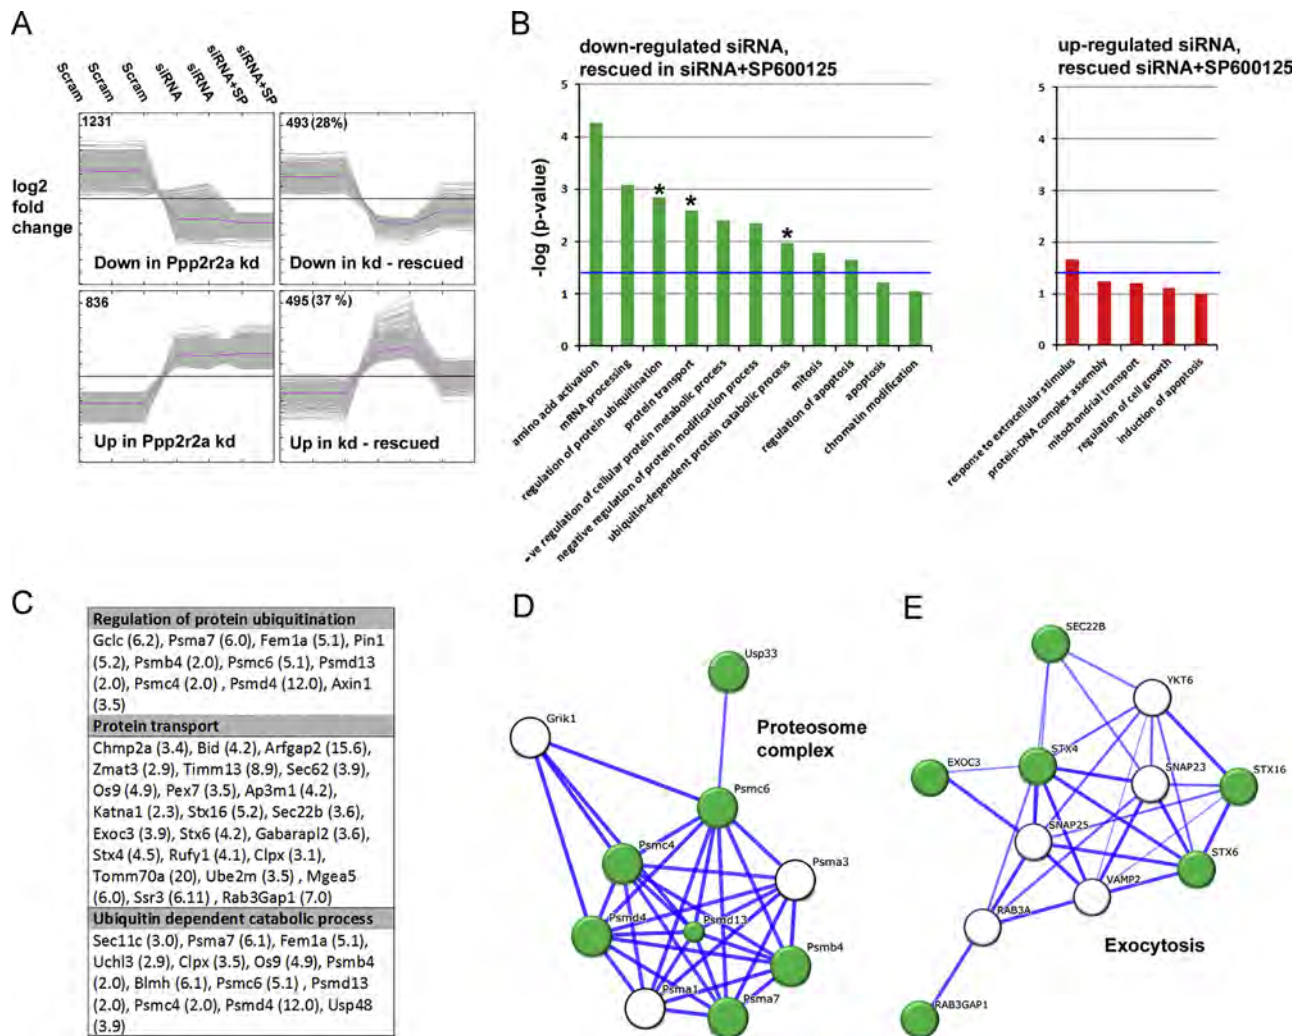 A
Scram
Scram
Scram
siRNA
siRNA
siRNA+SP
siRNA+SP
log2
fold
change
1231
Down in Ppp2r2a kd
493 (28%)
Down in kd - rescued
836
Up in Ppp2r2a kd
495 (37 %)
Up in kd - rescued
B
down-regulated siRNA,
rescued in siRNA+SP600125
-log (p-value)
5
4
3
2
1
0
*
*
*
amino acid activation
mRNA processing
regulation of protein ubiquitination
protein transport
-ve regulation of cellular protein metabolic process
negative regulation of protein modification process
ubiquitin-dependent protein catabolic process
mitosis
regulation of apoptosis
apoptosis
chromatin modification
up-regulated siRNA,
rescued siRNA+SP600125
5
4
3
2
1
0
response to extracellular stimulus
protein-DNA complex assembly
mitochondrial transport
regulation of cell growth
induction of apoptosis
C
Regulation of protein ubiquitination
Gclc (6.2), Psma7 (6.0), Fem1a (5.1), Pin1
(5.2), Psmb4 (2.0), Psmc6 (5.1), Psmd13
(2.0), Psmc4 (2.0) , Psmd4 (12.0), Axin1
(3.5)
Protein transport
Chmp2a (3.4), Bid (4.2), Arfgap2 (15.6),
Zmat3 (2.9), Timm13 (8.9), Sec62 (3.9),
Os9 (4.9), Pex7 (3.5), Ap3m1 (4.2),
Katna1 (2.3), Stx16 (5.2), Sec22b (3.6),
Exoc3 (3.9), Stx6 (4.2), Gabarapl2 (3.6),
Stx4 (4.5), Rufy1 (4.1), Clpx (3.1),
Tomm70a (20), Ube2m (3.5) , Mgea5
(6.0), Ssr3 (6.11) , Rab3Gap1 (7.0)
Ubiquitin dependent catabolic process
Sec11c (3.0), Psma7 (6.1), Fem1a (5.1),
Uchl3 (2.9), Clpx (3.5), Os9 (4.9), Psmb4
(2.0), Blmh (6.1), Psmc6 (5.1) , Psmd13
(2.0), Psmc4 (2.0), Psmd4 (12.0), Usp48
(3.9)
D
Usp33
Grik1
Proteosome
complex
Psmc6
Psmc4
Psma3
Psmd4
Psmd13
Psmb4
Psma1
Psma7
E
SEC22B
YKT6
STX4
EXOC3
SNAP23
STX16
SNAP25
STX6
VAMP2
RAB3A
Exocytosis
RAB3GAP1